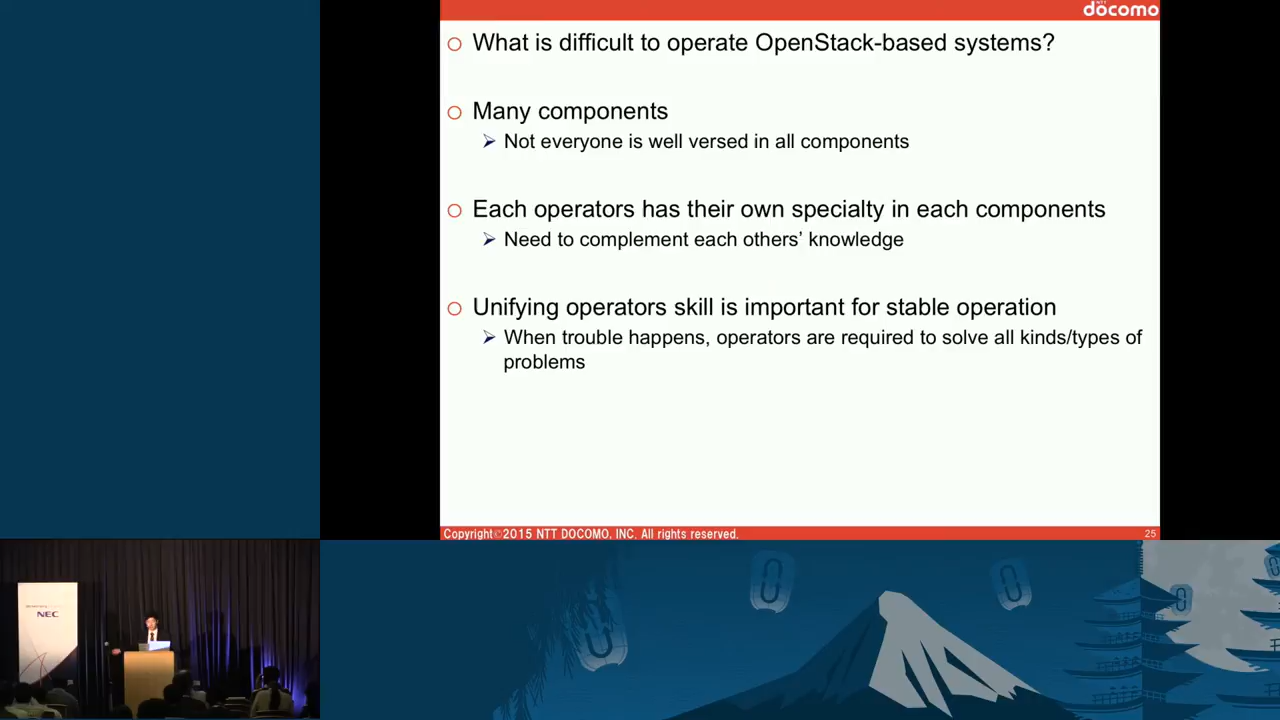 NTT
döcomo
What is difficult to operate OpenStack-based systems?
Many components
Not everyone is well versed in all components
Each operators has their own specialty in each components
Need to complement each others’ knowledge
Unifying operators skill is important for stable operation
When trouble happens, operators are required to solve all kinds/types of
problems
Copyright©2015 NTT DOCOMO, INC. All rights reserved.
25
NEC